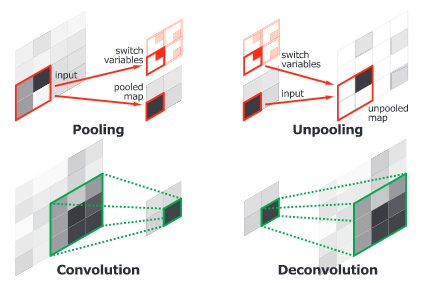 switch
variables
input
pooled
map
Pooling
switch
variables
input
unpooled
map
Unpooling
Convolution
Deconvolution